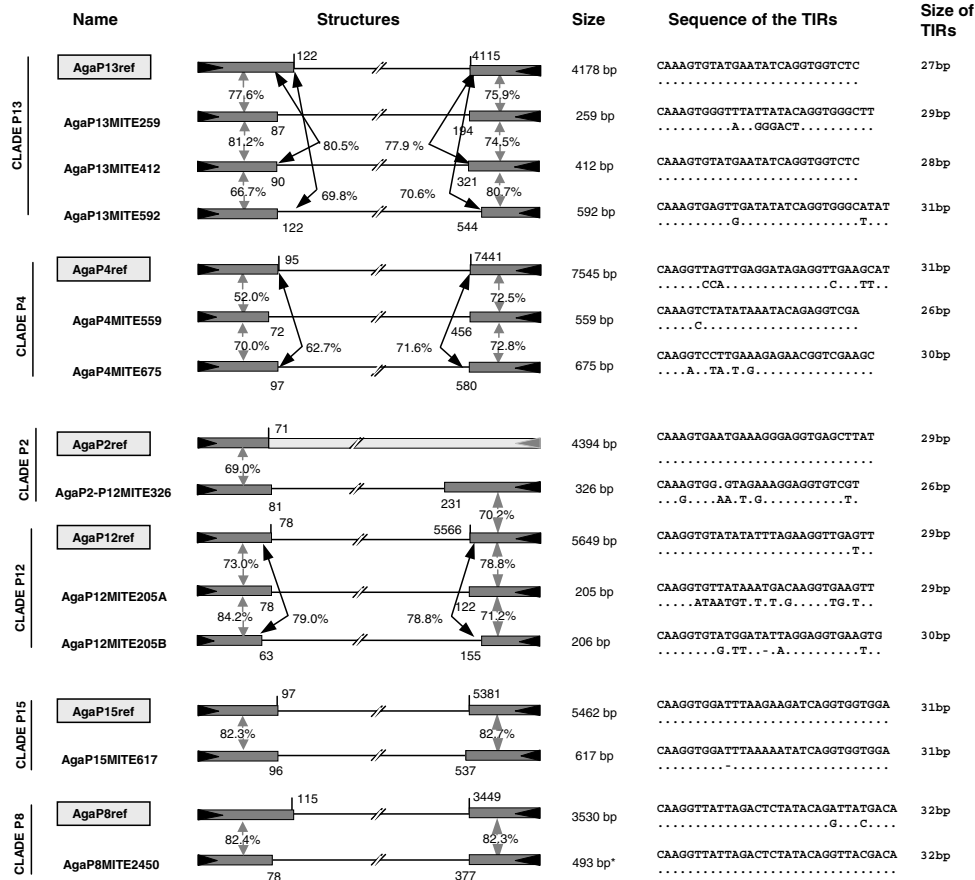 Name Structures Size Sequence of the TIRs Size of TIRs
CLADE P13
122 4115
AgaP13ref 4178 bp CAAAGTGTATGAATATCAGGTGGTCTC 27bp
...........................
77.6% 75.9%
AgaP13MITE259 259 bp CAAAGTGGGTTTATTATACAGGTGGGCTT 29bp
..........A..GGGACT..........
87 194
81.2% 80.5% 77.9 % 74.5%
AgaP13MITE412 412 bp CAAAGTGTATGAATATCAGGTGGTCTC 28bp
...........................
90 321
66.7% 69.8% 70.6% 80.7%
AgaP13MITE592 592 bp CAAAGTGAGTTGATATATCAGGTGGGCATAT 31bp
..........G................T...
122 544
CLADE P4
95 7441
AgaP4ref 7545 bp CAAGGTTAGTTGAGGATAGAGGTTGAAGCAT 31bp
......CCA..............C...TT..
52.0% 72.5%
AgaP4MITE559 559 bp CAAAGTCTATATAAATACAGAGGTCGA 26bp
.....C.....................
72 456
70.0% 62.7% 71.6% 72.8%
AgaP4MITE675 675 bp CAAGGTCCTTGAAAGAGAACGGTCGAAGC 30bp
....A..TA.T.G................
97 580
CLADE P2
71
AgaP2ref 4394 bp CAAAGTGAATGAAAGGGAGGTGAGCTTAT 29bp
.............................
69.0%
AgaP2-P12MITE326 326 bp CAAAGTGG.GTAGAAAGGAGGTGTCGT 26bp
...G....AA.T.G...........T.
81 231
70.2%
CLADE P12
78 5566
AgaP12ref 5649 bp CAAAGTGTATATATTTAGAAGGTTGAGTT 29bp
..........................T..
73.0% 78.8%
AgaP12MITE205A 205 bp CAAGGTGTTATAAATGACAAGGTGAAGTT 29bp
.....ATAATGT.T.T.G.....TG.T..
78 122
84.2% 79.0% 78.8% 71.2%
AgaP12MITE205B 206 bp CAAGGTGTATGGATATTAGGAGGTGAAGTG 30bp
........G.TT..-.A..........T..
63 155
CLADE P15
97 5381
AgaP15ref 5462 bp CAAGGTGGATTTAAGAAGATCAGGTGGTGGA 31bp
...............................
82.3% 82.7%
AgaP15MITE617 617 bp CAAGGTGGATTTAAAAATATCAGGTGGTGGA 31bp
.........-.....................
96 537
CLADE P8
115 3449
AgaP8ref 3530 bp CAAGGTTATTAGACTCTATACAGATTATGACA 32bp
.......................G...C....
82.4% 82.3%
AgaP8MITE2450 493 bp* CAAGGTTATTAGACTCTATACAGGTTACGACA 32bp
................................
78 377